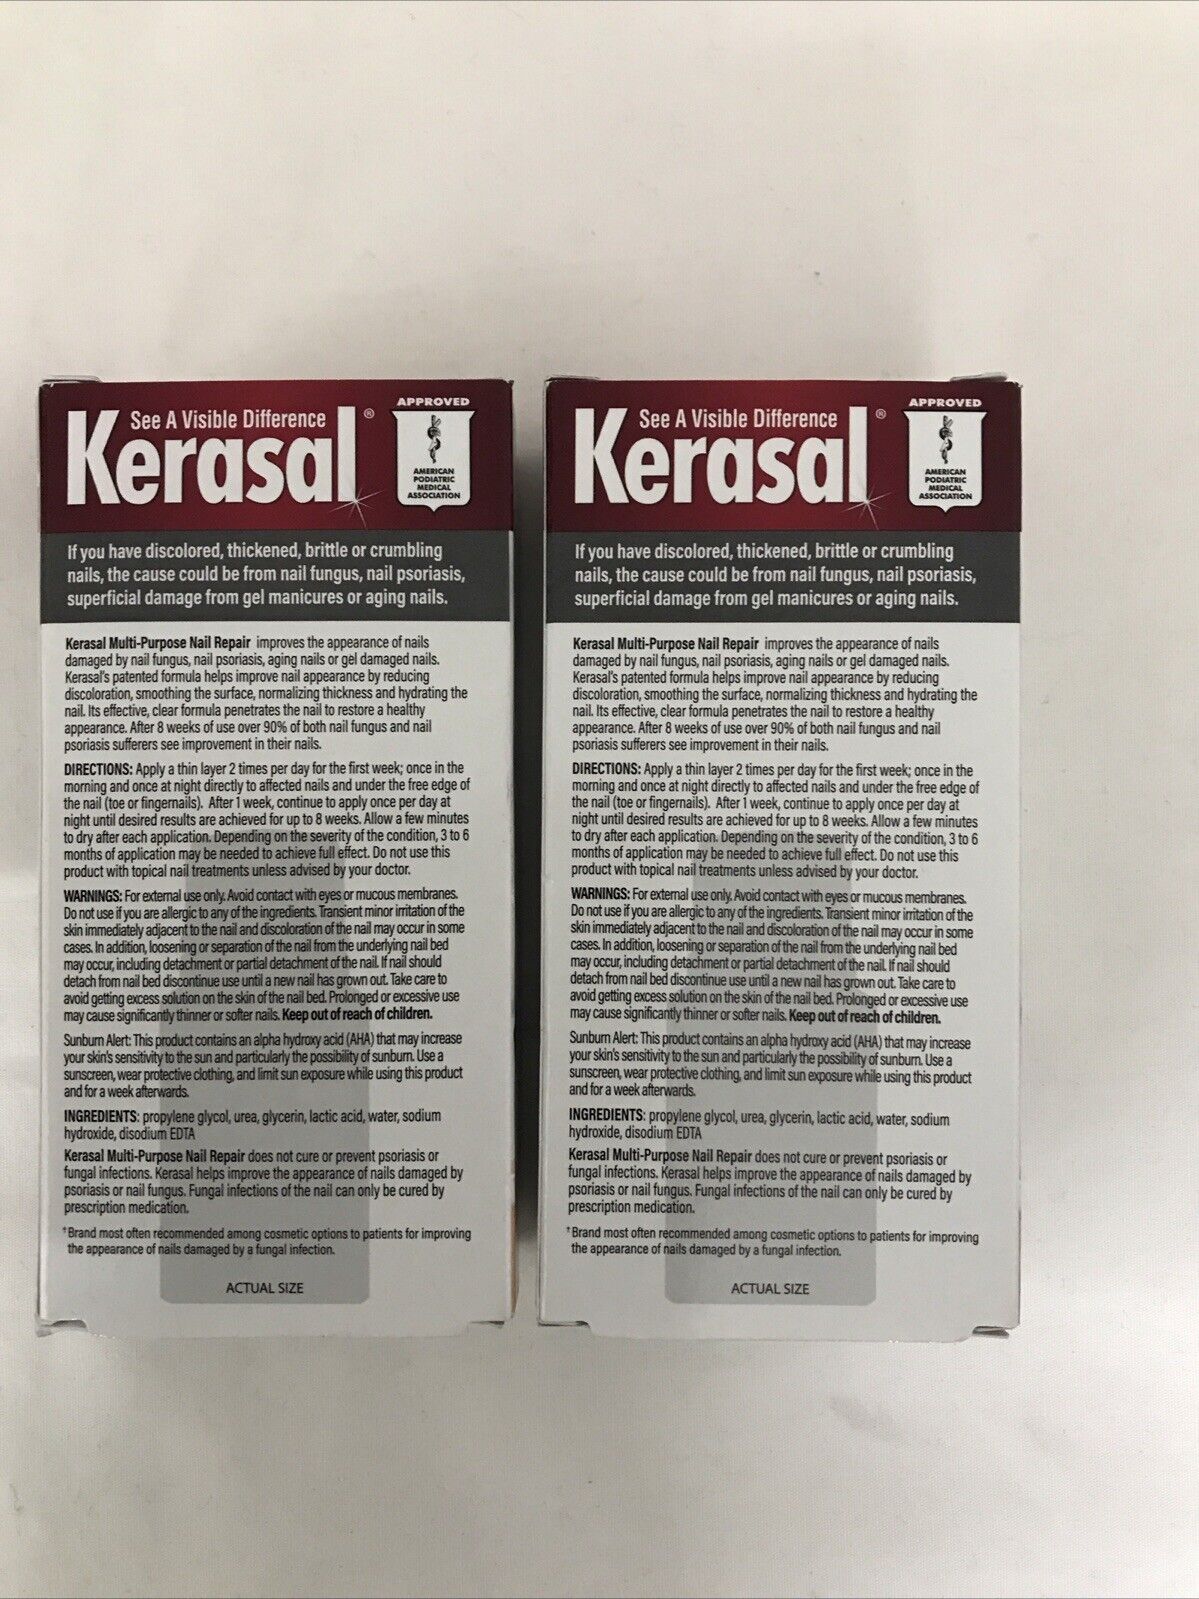 See A Visible Difference
Kerasal®
APPROVED
AMERICAN
PODIATRIC
MEDICAL
ASSOCIATION
If you have discolored, thickened, brittle or crumbling
nails, the cause could be from nail fungus, nail psoriasis,
superficial damage from gel manicures or aging nails.
Kerasal Multi-Purpose Nail Repair improves the appearance of nails
damaged by nail fungus, nail psoriasis, aging nails or gel damaged nails.
Kerasal's patented formula helps improve nail appearance by reducing
discoloration, smoothing the surface, normalizing thickness and hydrating the
nail. Its effective, clear formula penetrates the nail to restore a healthy
appearance. After 8 weeks of use over 90% of both nail fungus and nail
psoriasis sufferers see improvement in their nails.
DIRECTIONS: Apply a thin layer 2 times per day for the first week; once in the
morning and once at night directly to affected nails and under the free edge of
the nail (toe or fingernails). After 1 week, continue to apply once per day at
night until desired results are achieved for up to 8 weeks. Allow a few minutes
to dry after each application. Depending on the severity of the condition, 3 to 6
months of application may be needed to achieve full effect. Do not use this
product with topical nail treatments unless advised by your doctor.
WARNINGS: For external use only. Avoid contact with eyes or mucous membranes.
Do not use if you are allergic to any of the ingredients. Transient minor irritation of the
skin immediately adjacent to the nail and discoloration of the nail may occur in some
cases. In addition, loosening or separation of the nail from the underlying nail bed
may occur, including detachment or partial detachment of the nail. If nail should
detach from nail bed discontinue use until a new nail has grown out. Take care to
avoid getting excess solution on the skin of the nail bed. Prolonged or excessive use
may cause significantly thinner or softer nails. Keep out of reach of children.
Sunburn Alert: This product contains an alpha hydroxy acid (AHA) that may increase
your skin's sensitivity to the sun and particularly the possibility of sunburn. Use a
sunscreen, wear protective clothing, and limit sun exposure while using this product
and for a week afterwards.
INGREDIENTS: propylene glycol, urea, glycerin, lactic acid, water, sodium
hydroxide, disodium EDTA
Kerasal Multi-Purpose Nail Repair does not cure or prevent psoriasis or
fungal infections. Kerasal helps improve the appearance of nails damaged by
psoriasis or nail fungus. Fungal infections of the nail can only be cured by
prescription medication.
+Brand most often recommended among cosmetic options to patients for improving
the appearance of nails damaged by a fungal infection.
ACTUAL SIZE
See A Visible Difference
Kerasal®
APPROVED
AMERICAN
PODIATRIC
MEDICAL
ASSOCIATION
If you have discolored, thickened, brittle or crumbling
nails, the cause could be from nail fungus, nail psoriasis,
superficial damage from gel manicures or aging nails.
Kerasal Multi-Purpose Nail Repair improves the appearance of nails
damaged by nail fungus, nail psoriasis, aging nails or gel damaged nails.
Kerasal's patented formula helps improve nail appearance by reducing
discoloration, smoothing the surface, normalizing thickness and hydrating the
nail. Its effective, clear formula penetrates the nail to restore a healthy
appearance. After 8 weeks of use over 90% of both nail fungus and nail
psoriasis sufferers see improvement in their nails.
DIRECTIONS: Apply a thin layer 2 times per day for the first week; once in the
morning and once at night directly to affected nails and under the free edge of
the nail (toe or fingernails). After 1 week, continue to apply once per day at
night until desired results are achieved for up to 8 weeks. Allow a few minutes
to dry after each application. Depending on the severity of the condition, 3 to 6
months of application may be needed to achieve full effect. Do not use this
product with topical nail treatments unless advised by your doctor.
WARNINGS: For external use only. Avoid contact with eyes or mucous membranes.
Do not use if you are allergic to any of the ingredients. Transient minor irritation of the
skin immediately adjacent to the nail and discoloration of the nail may occur in some
cases. In addition, loosening or separation of the nail from the underlying nail bed
may occur, including detachment or partial detachment of the nail. If nail should
detach from nail bed discontinue use until a new nail has grown out. Take care to
avoid getting excess solution on the skin of the nail bed. Prolonged or excessive use
may cause significantly thinner or softer nails. Keep out of reach of children.
Sunburn Alert: This product contains an alpha hydroxy acid (AHA) that may increase
your skin's sensitivity to the sun and particularly the possibility of sunburn. Use a
sunscreen, wear protective clothing, and limit sun exposure while using this product
and for a week afterwards.
INGREDIENTS: propylene glycol, urea, glycerin, lactic acid, water, sodium
hydroxide, disodium EDTA
Kerasal Multi-Purpose Nail Repair does not cure or prevent psoriasis or
fungal infections. Kerasal helps improve the appearance of nails damaged by
psoriasis or nail fungus. Fungal infections of the nail can only be cured by
prescription medication.
+Brand most often recommended among cosmetic options to patients for improving
the appearance of nails damaged by a fungal infection.
ACTUAL SIZE